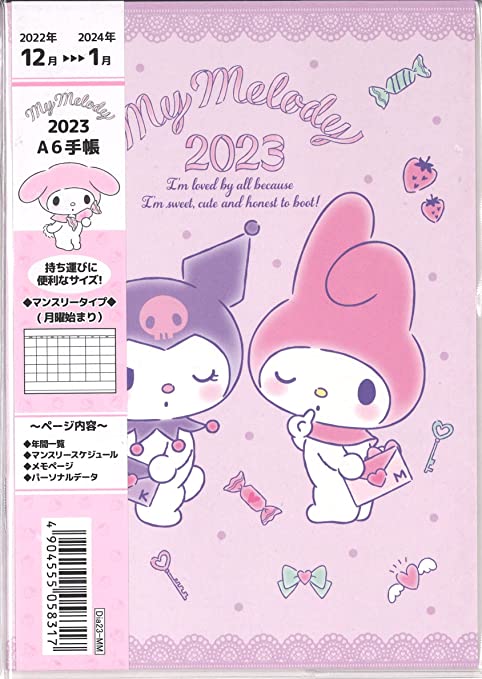 2022年 2024年
12月 ▸▸▸ 1月
My Melody
2023
A6手帳
持ち運びに
便利なサイズ!
◆マンスリータイプ◆
(月曜始まり)
～ページ内容～
◆年間一覧
◆マンスリースケジュール
◆メモページ
◆パーソナルデータ
4904555058317
Dia23-MM
My Melody
2023
I'm loved by all because
I'm sweet, cute and honest to boot!
K
M